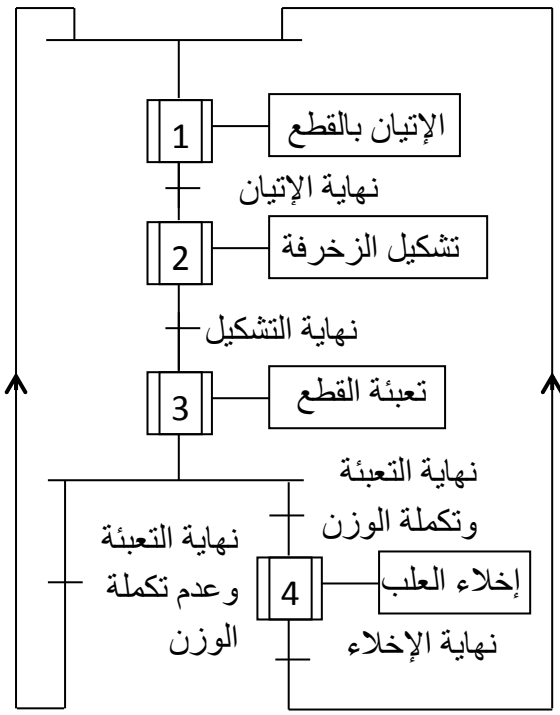 1
الإتيان بالقطع
نهاية الإتيان
2
تشكيل الزخرفة
نهاية التشكيل
3
تعبئة القطع
نهاية التعبئة
وتكملة الوزن
نهاية التعبئة
وعدم تكملة
الوزن
4
إخلاء العلب
نهاية الإخلاء